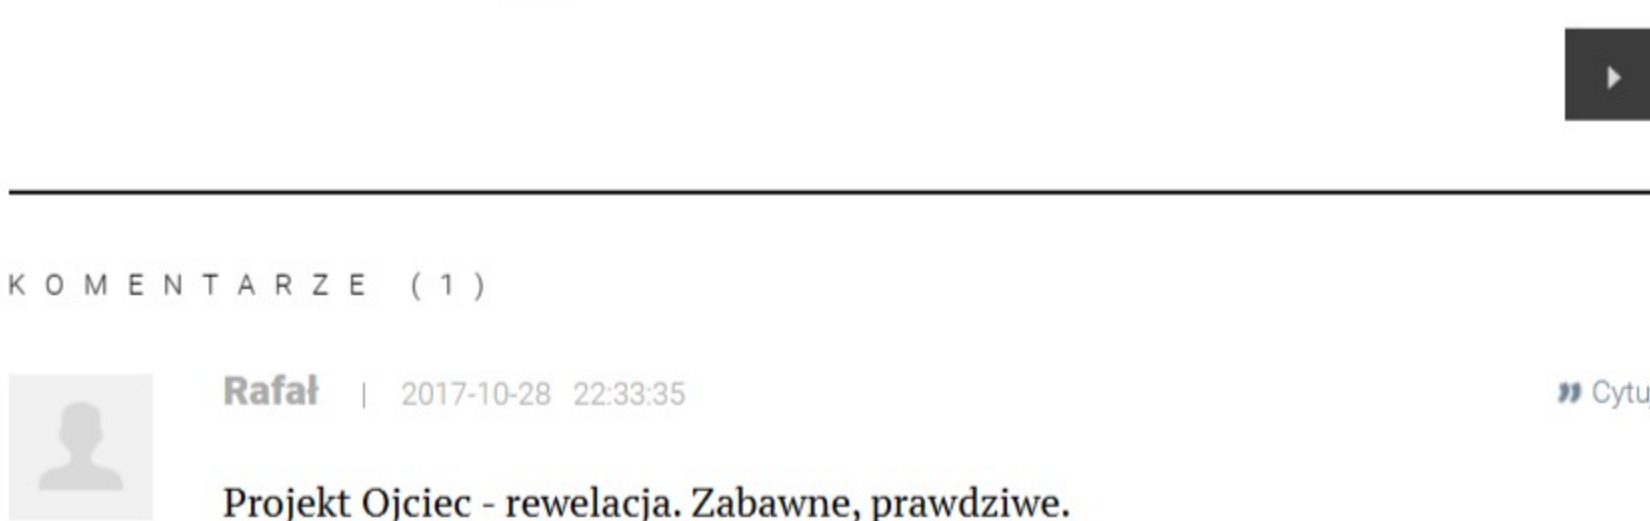 KOMENTARZE (1)
Rafał | 2017-10-28 22:33:35
Projekt Ojciec - rewelacja. Zabawne, prawdziwe.